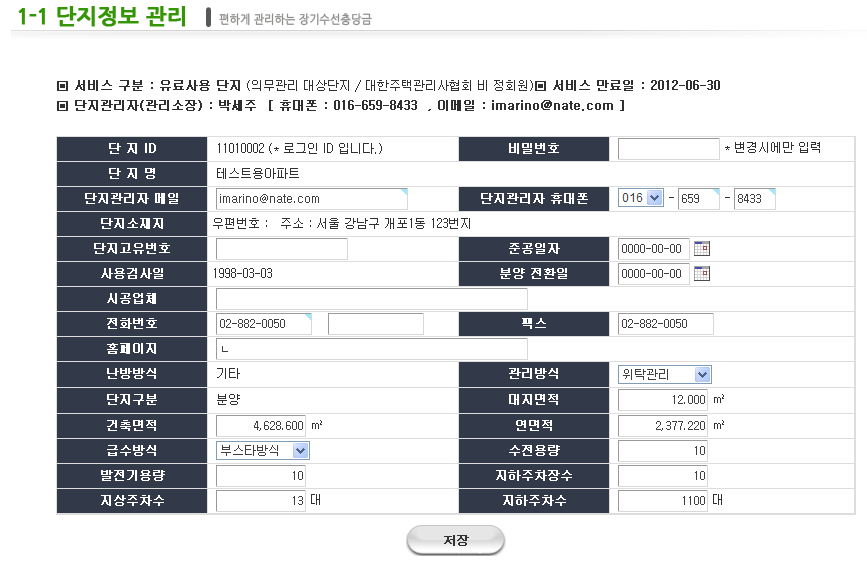 1-1 단지정보 관리 편하게 관리하는 장기수선충당금
서비스 구분 : 유료사용 단지 (의무관리 대상단지 / 대한주택관리사협회 비 정회원) 서비스 만료일 : 2012-06-30
단지관리자(관리소장) : 박세주 [ 휴대폰 : 016-659-8433 , 이메일 : imarino@nate.com ]
단 지 ID 11010002 (* 로그인 ID 입니다.) 비밀번호 * 변경시에만 입력
단 지 명 테스트용아파트
단지관리자 메일 imarino@nate.com 단지관리자 휴대폰 016 - 659 - 8433
단지소재지 우편번호 : 주소 : 서울 강남구 개포1동 123번지
단지고유번호 준공일자 0000-00-00
사용검사일 1998-03-03 분양 전환일 0000-00-00
시공업체
전화번호 02-882-0050 팩스 02-882-0050
홈페이지 ㄴ
난방방식 기타 관리방식 위탁관리
단지구분 분양 대지면적 12.000 ㎡
건축면적 4,628.600 ㎡ 연면적 2,377.220 ㎡
급수방식 부스타방식 수전용량 10
발전기용량 10 지하주차장수 10
지상주차수 13 대 지하주차수 1100 대
저장